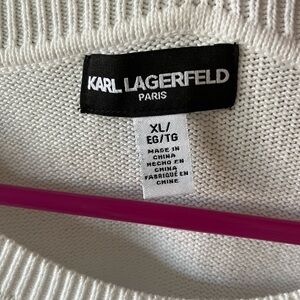 KARL LAGERFELD
PARIS
XL/
EG/TG
MADE IN
CHINA
HECHO EN
CHINA
FABRIQUÉ EN
CHINE